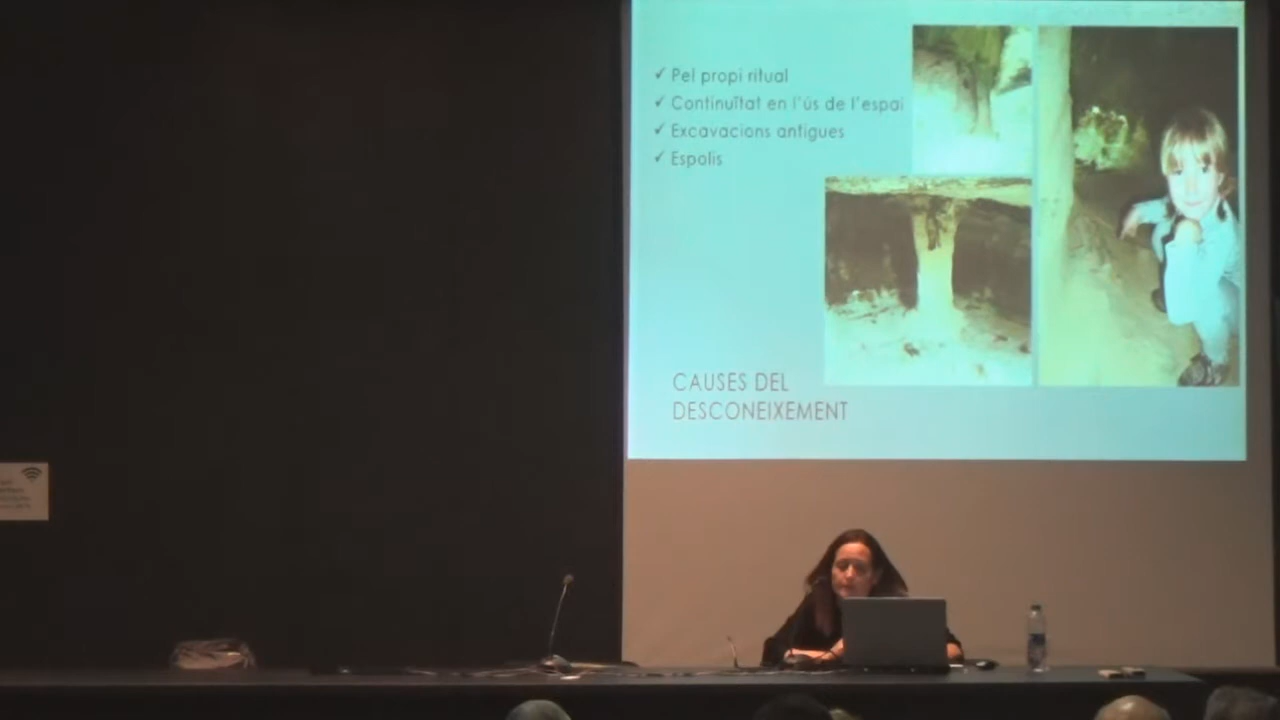 ✓ Pel propi ritual
✓ Continuïtat en l'ús de l'espai
✓ Excavacions antigues
✓ Espolis
CAUSES DEL
DESCONEIXEMENT